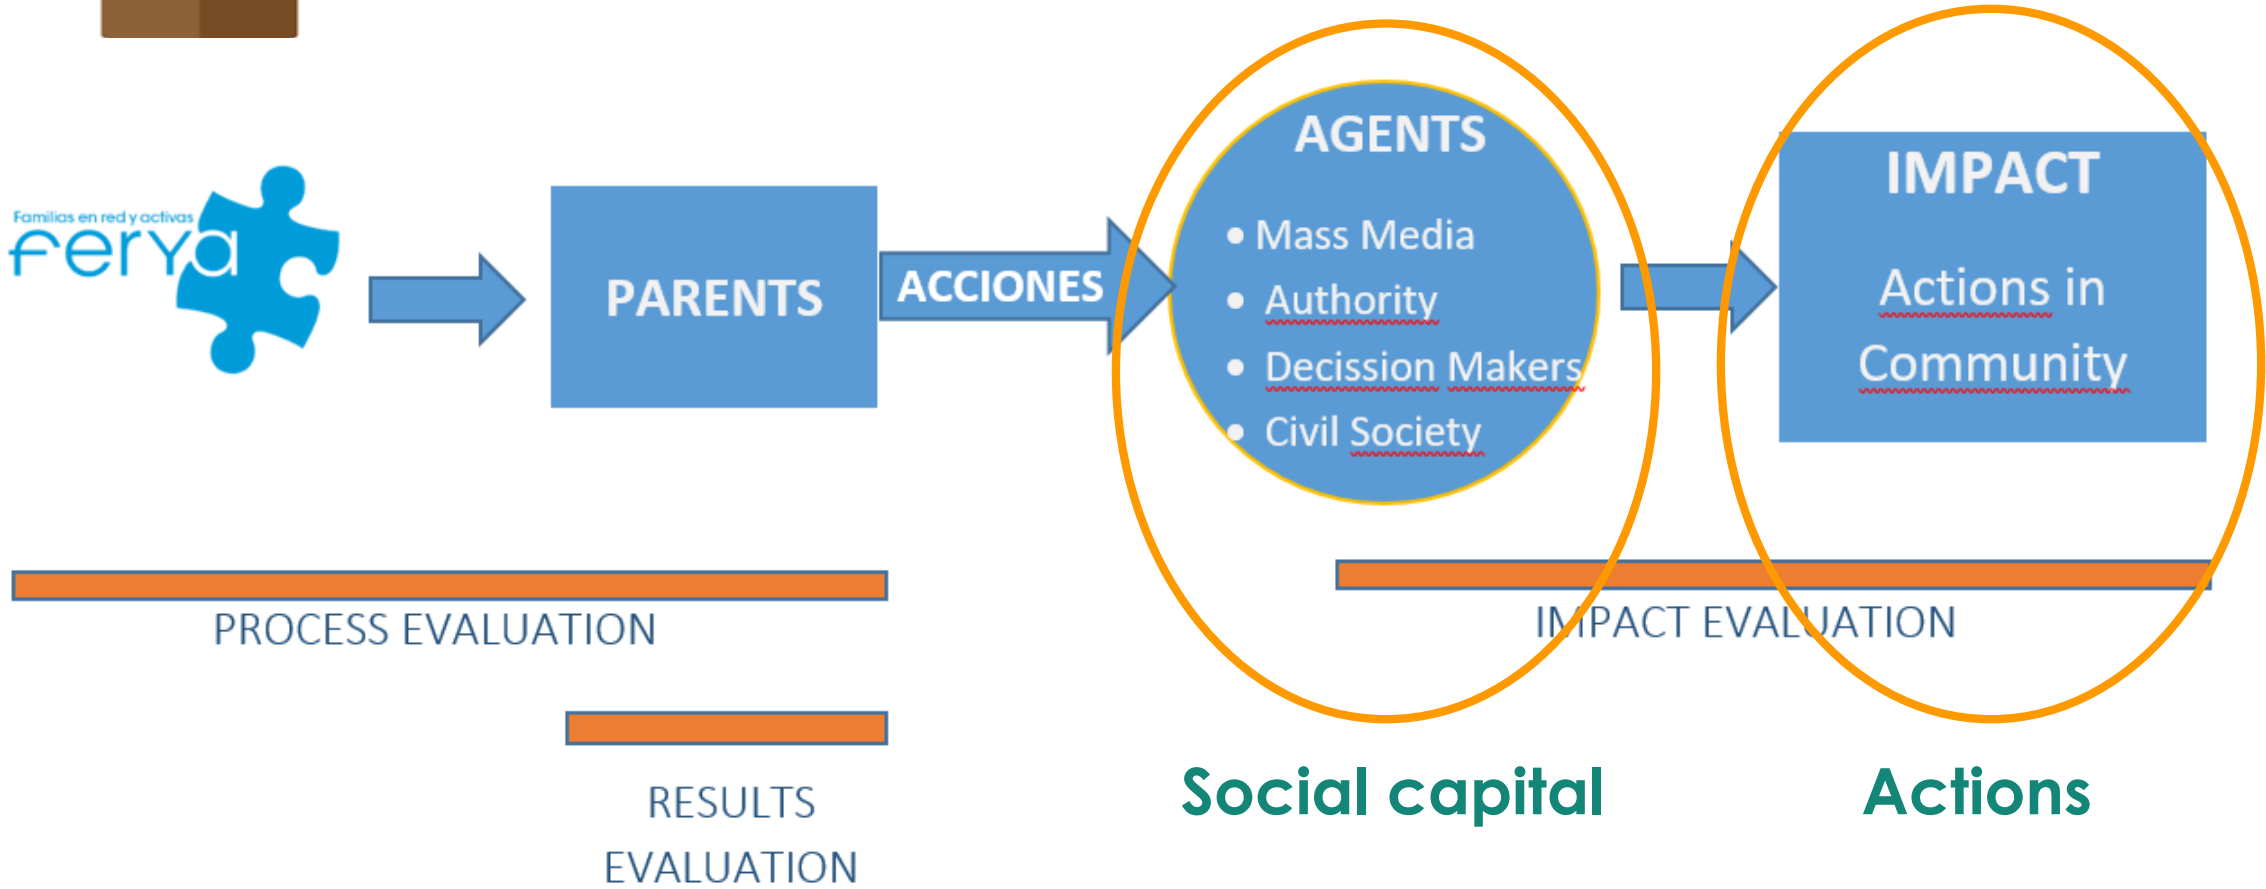 Familias en red y activas
ferya
PARENTS
ACCIONES
AGENTS
• Mass Media
• Authority
• Decission Makers
• Civil Society
IMPACT
Actions in
Community
PROCESS EVALUATION
IMPACT EVALUATION
RESULTS
EVALUATION
Social capital
Actions